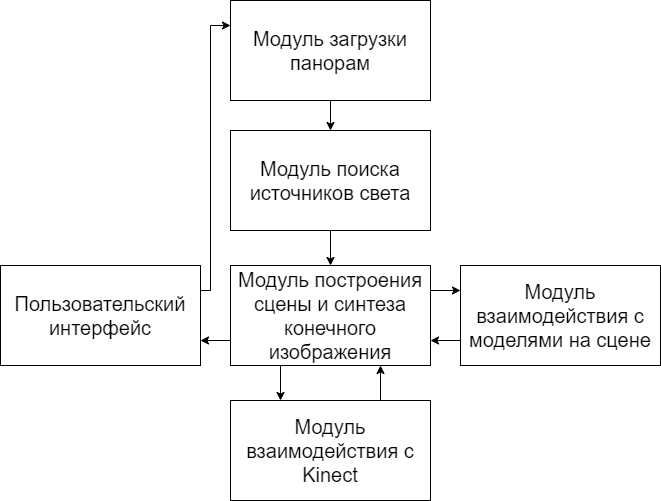 Модуль загрузки
панорам
Модуль поиска
источников света
Пользовательский
интерфейс
Модуль построения
сцены и синтеза
конечного
изображения
Модуль
взаимодействия с
моделями на сцене
Модуль
взаимодействия с
Kinect